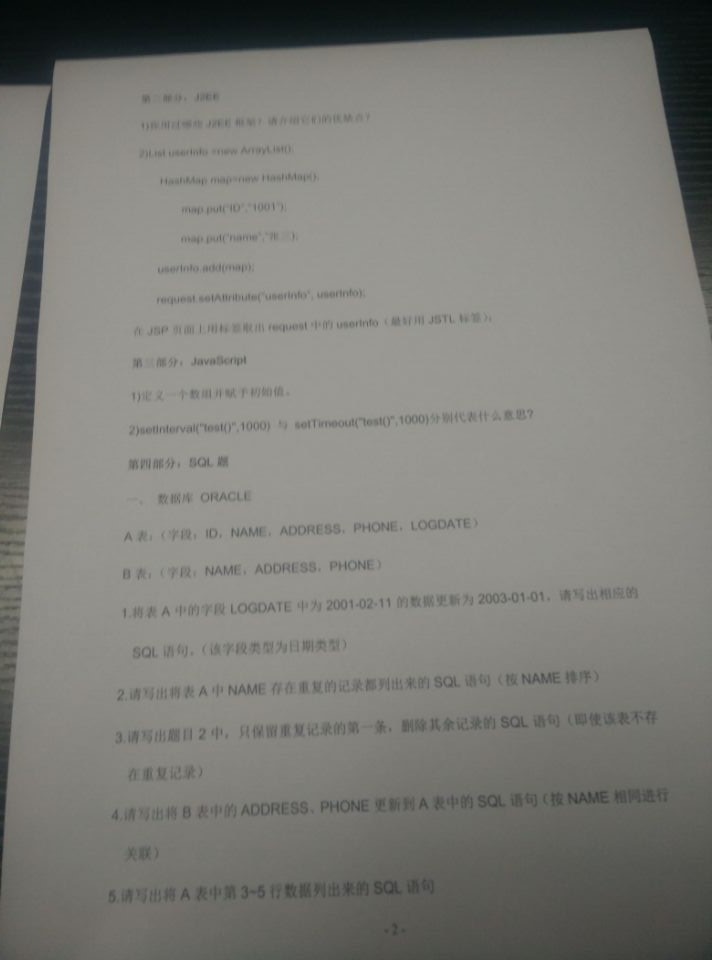 第二部分：J2EE
1)你用过哪些 J2EE 框架？请介绍它们的优缺点？
2)List userInfo =new ArrayList();
HashMap map=new HashMap();
map.put("ID","1001");
map.put("name","张三);
userInfo.add(map);
request.setAttribute("userInfo", userInfo);
在 JSP 页面上用标签取出 request 中的 userInfo（最好用 JSTL 标签）;
第三部分：JavaScript
1)定义一个数组并赋予初始值。
2)setInterval("test()",1000) 与 setTimeout("test()",1000)分别代表什么意思?
第四部分：SQL 题
一、 数据库 ORACLE
A 表：（字段：ID，NAME，ADDRESS，PHONE，LOGDATE）
B 表：（字段：NAME，ADDRESS，PHONE）
1.将表 A 中的字段 LOGDATE 中为 2001-02-11 的数据更新为 2003-01-01，请写出相应的
SQL 语句。（该字段类型为日期类型）
2.请写出将表 A 中 NAME 存在重复的记录都列出来的 SQL 语句（按 NAME 排序）
3.请写出题目 2 中，只保留重复记录的第一条，删除其余记录的 SQL 语句（即使该表不存
在重复记录）
4.请写出将 B 表中的 ADDRESS、PHONE 更新到 A 表中的 SQL 语句（按 NAME 相同进行
关联）
5.请写出将 A 表中第 3~5 行数据列出来的 SQL 语句
- 2 -